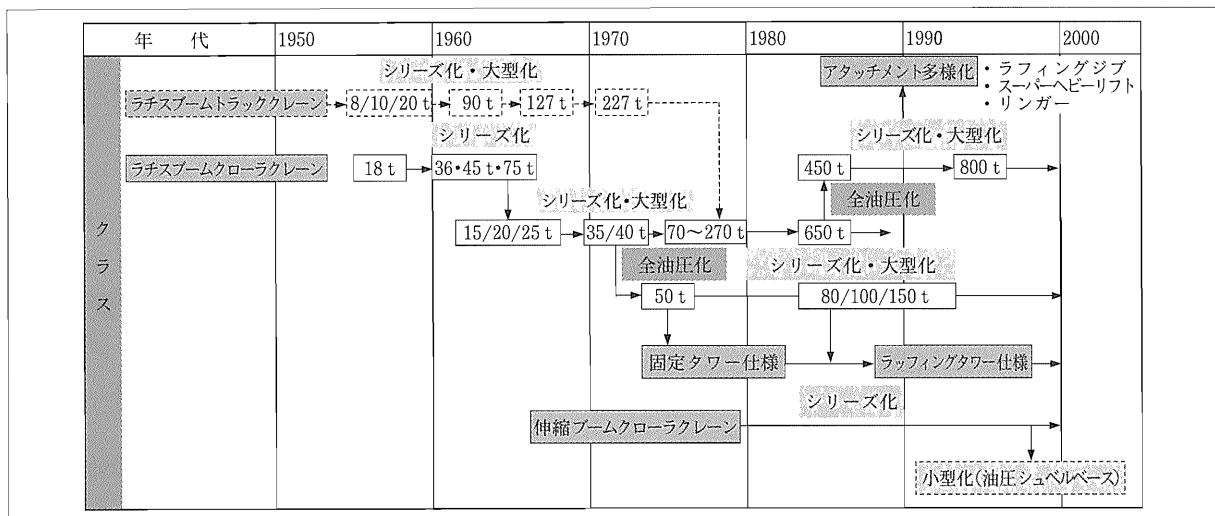 年 代 1950 1960 1970 1980 1990 2000
シリーズ化・大型化
アタッチメント多様化
・ラフィングジブ
・スーパーヘビーリフト
・リンガー
ラチスブームトラッククレーン 8/10/20 t 90 t 127 t 227 t
シリーズ化
シリーズ化・大型化
ラチスブームクローラクレーン 18 t 36・45t・75 t 450 t 800 t
シリーズ化・大型化
全油圧化
クラス
15/20/25 t 35/40 t 70〜270 t 650 t
全油圧化
シリーズ化・大型化
50 t 80/100/150 t
固定タワー仕様 ラッフィングタワー仕様
シリーズ化
伸縮ブームクローラクレーン
小型化(油圧シュベルベース)